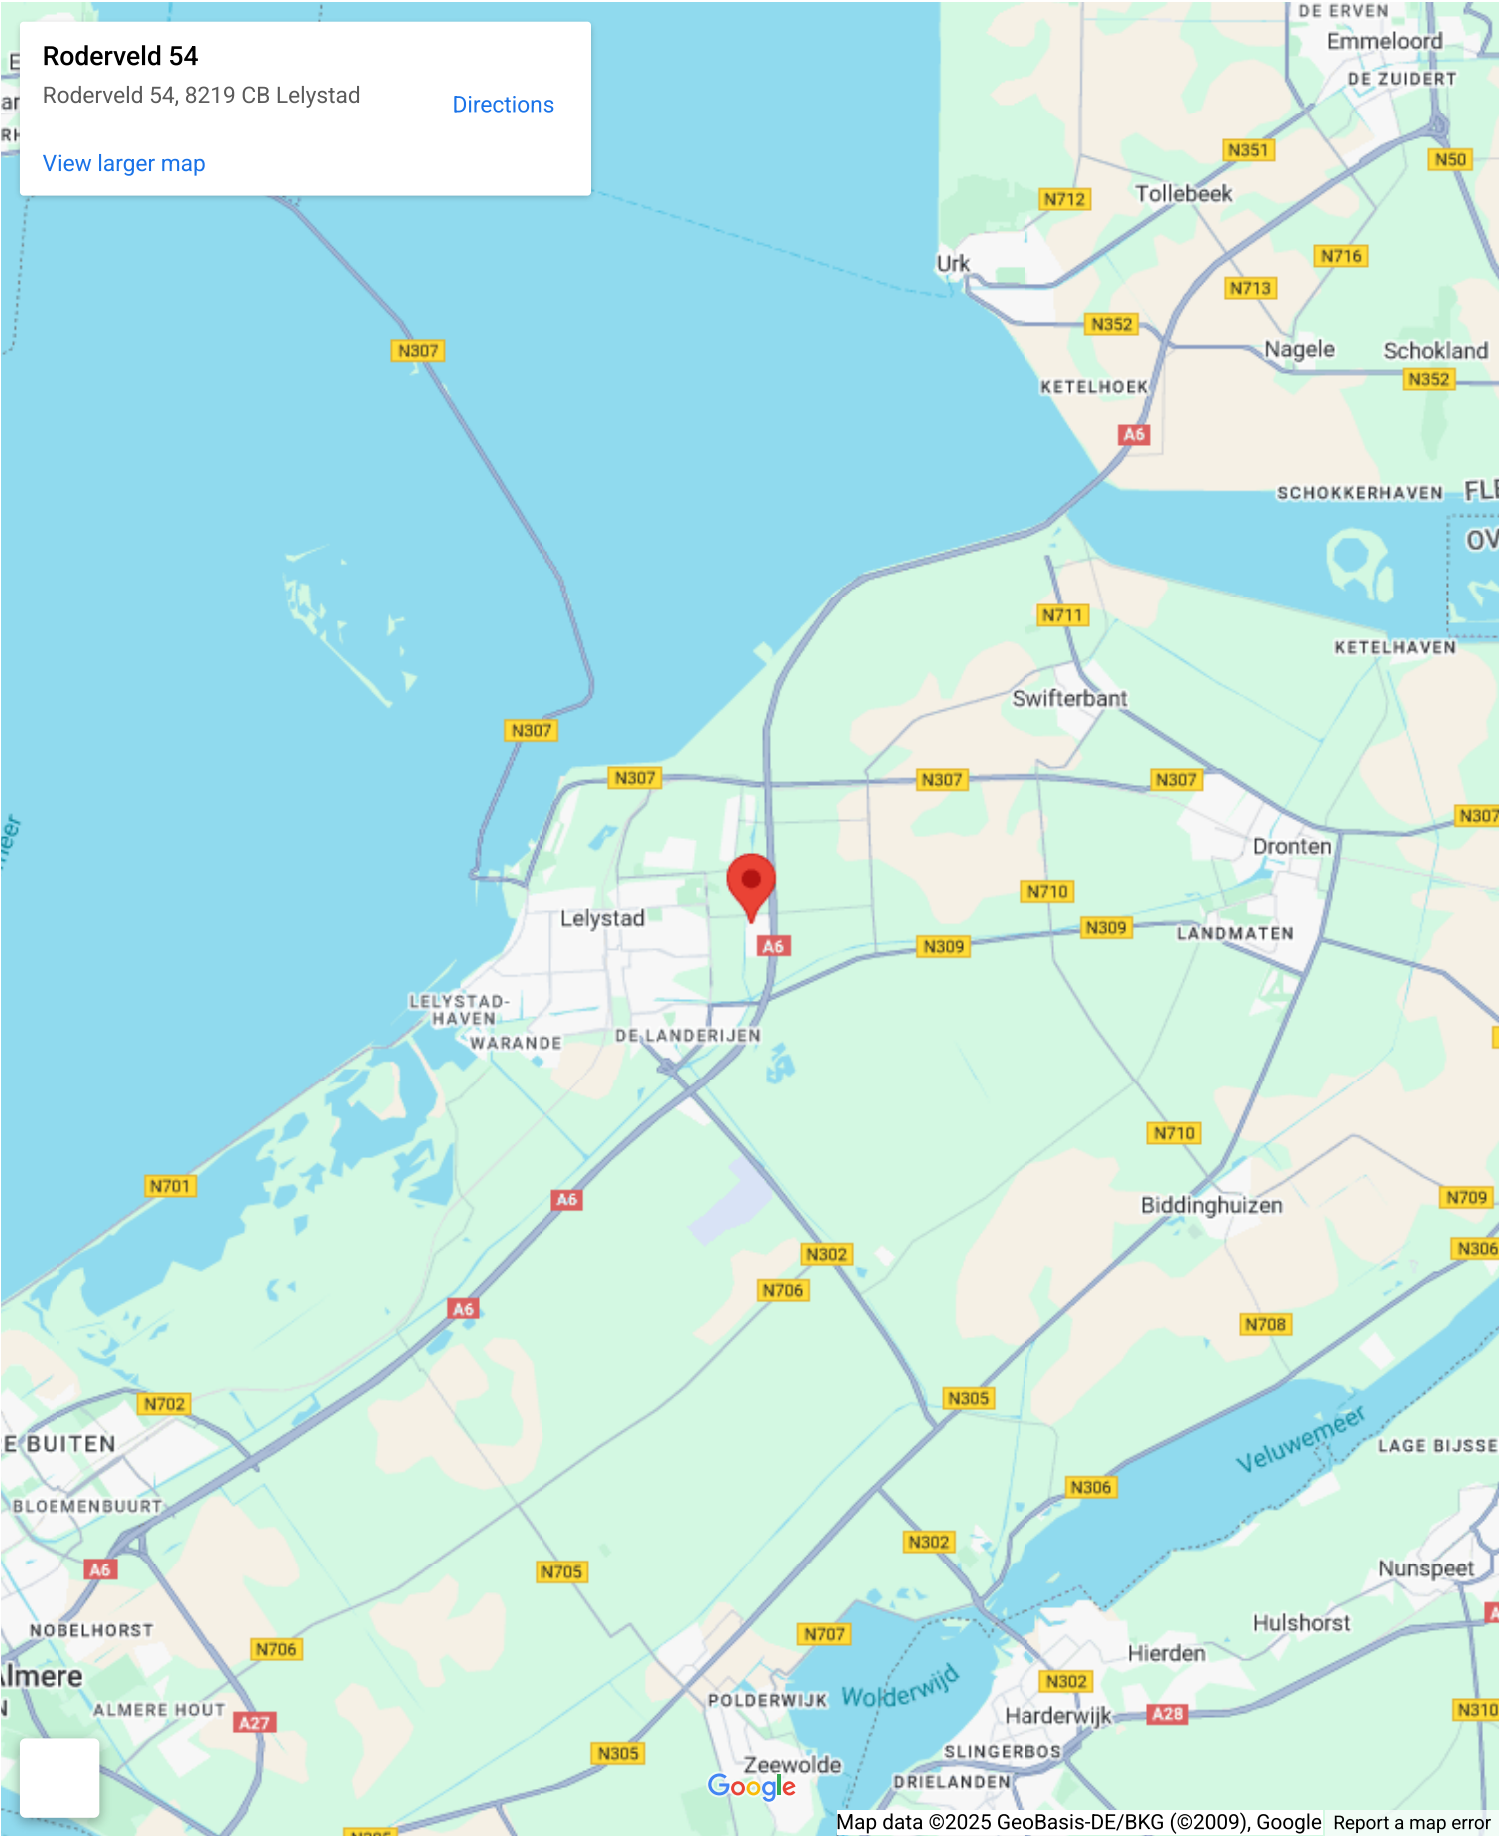 Roderveld 54
Roderveld 54, 8219 CB Lelystad
Directions
View larger map
DE ERVEN
Emmeloord
DE ZUIDERT
N351
N50
N712
Tollebeek
N716
Urk
N713
N352
N307
Nagele
Schokland
N352
KETELHOEK
A6
SCHOKKERHAVEN
N711
KETELHAVEN
Swifterbant
N307
N307
N307
N307
N307
Dronten
N710
Lelystad
N309
LANDMATEN
A6
N309
LELYSTAD-
HAVEN
DE LANDERIJEN
WARANDE
N710
N701
A6
N709
Biddinghuizen
N306
N302
N706
A6
N708
N702
N305
E BUITEN
Veluwemeer
LAGE BIJSSE
N306
BLOEMENBUURT
N302
A6
N705
Nunspeet
Hulshorst
NOBELHORST
N707
N706
Hierden
Almere
Wolderwijd
N302
POLDERWIJK
ALMERE HOUT
A27
Harderwijk
A28
N310
N305
SLINGERBOS
Zeewolde
DRIELANDEN
Google
Map data ©2025 GeoBasis-DE/BKG (©2009), Google
Report a map error